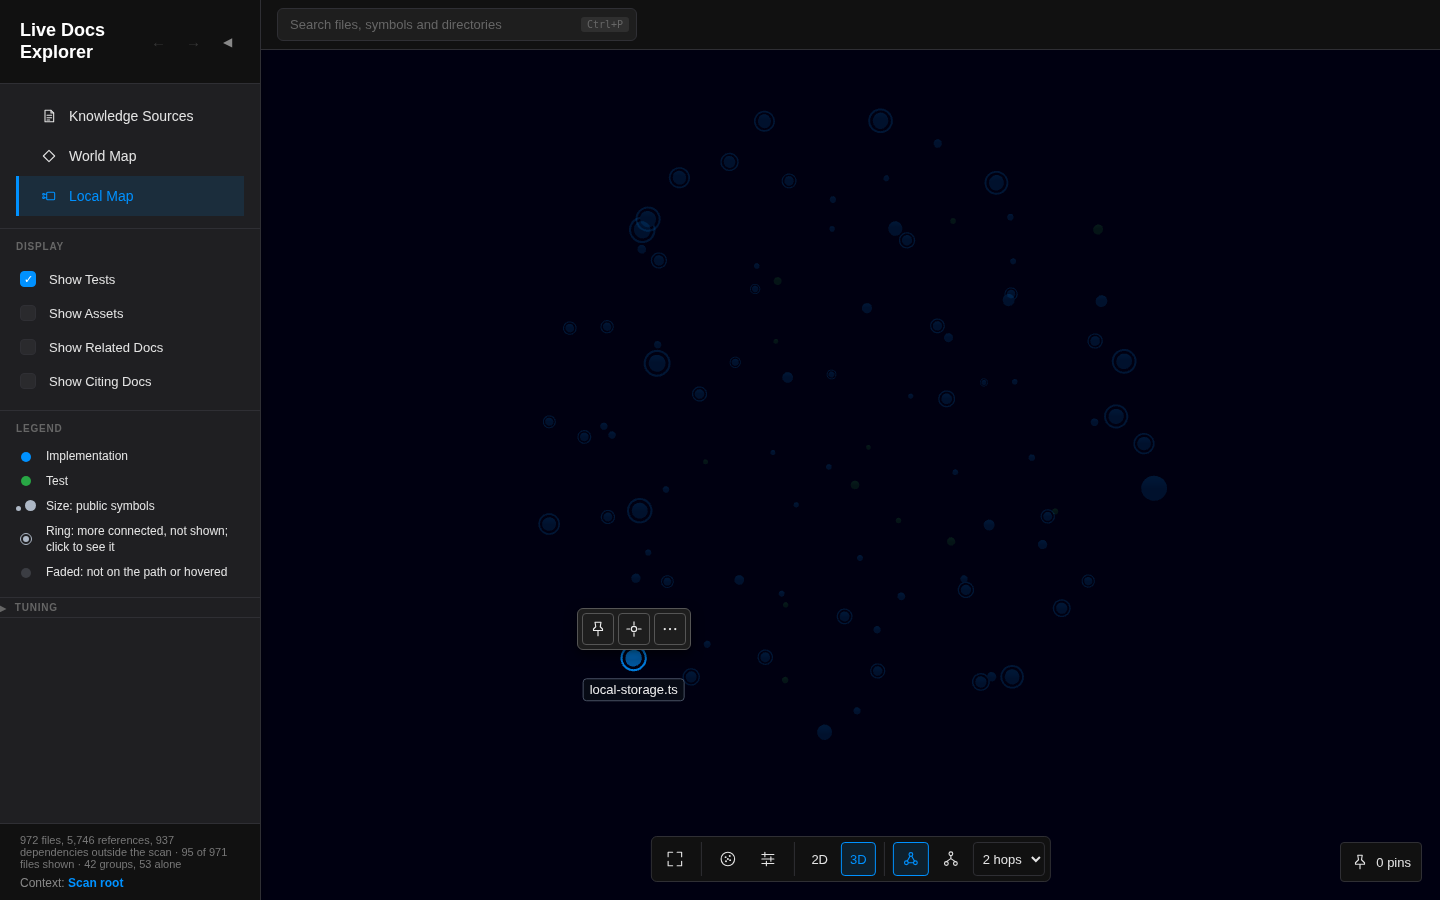 Live Docs
Explorer
Search files, symbols and directories
Ctrl+P
Knowledge Sources
World Map
Local Map
DISPLAY
Show Tests
Show Assets
Show Related Docs
Show Citing Docs
LEGEND
Implementation
Test
Size: public symbols
Ring: more connected, not shown;
click to see it
Faded: not on the path or hovered
TUNING
local-storage.ts
972 files, 5,746 references, 937
dependencies outside the scan · 95 of 971
files shown · 42 groups, 53 alone
Context: Scan root
2D
3D
2 hops
0 pins